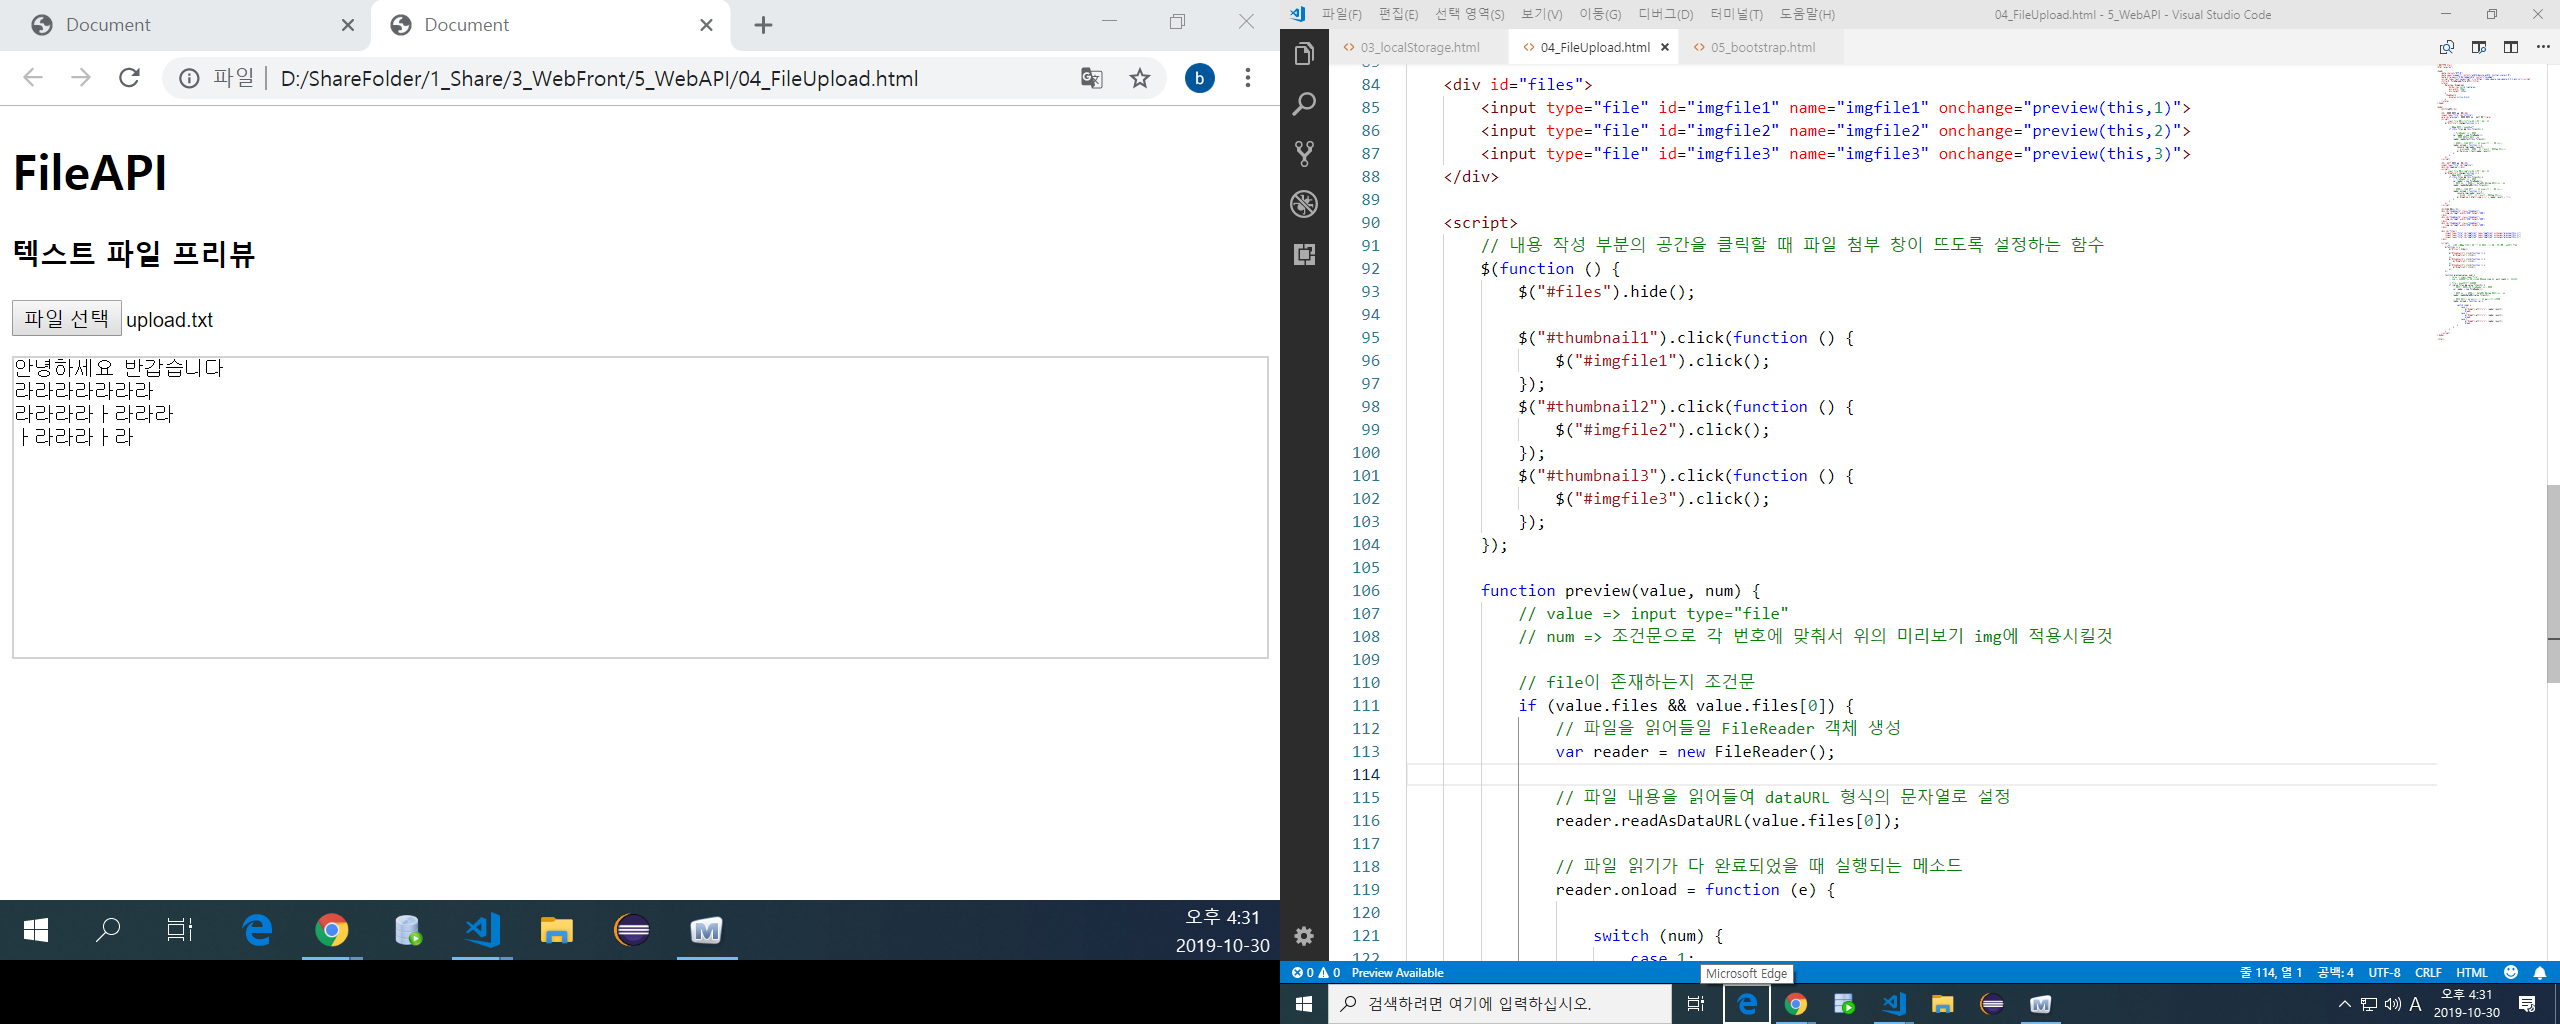 Document
Document
파일 D:/ShareFolder/1_Share/3_WebFront/5_WebAPI/04_FileUpload.html
b
FileAPI
텍스트 파일 프리뷰
파일 선택 upload.txt
안녕하세요 반갑습니다
라라라라라라라
라라라라ㅏ라라라
ㅏ라라라ㅏ라
오후 4:31
2019-10-30
파일(F) 편집(E) 선택 영역(S) 보기(V) 이동(G) 디버그(D) 터미널(T) 도움말(H) 04_FileUpload.html - 5_WebAPI - Visual Studio Code
03_localStorage.html 04_FileUpload.html 05_bootstrap.html
84 <div id="files">
85 <input type="file" id="imgfile1" name="imgfile1" onchange="preview(this,1)">
86 <input type="file" id="imgfile2" name="imgfile2" onchange="preview(this,2)">
87 <input type="file" id="imgfile3" name="imgfile3" onchange="preview(this,3)">
88 </div>
89
90 <script>
91 // 내용 작성 부분의 공간을 클릭할 때 파일 첨부 창이 뜨도록 설정하는 함수
92 $(function () {
93 $("#files").hide();
94
95 $("#thumbnail1").click(function () {
96 $("#imgfile1").click();
97 });
98 $("#thumbnail2").click(function () {
99 $("#imgfile2").click();
100 });
101 $("#thumbnail3").click(function () {
102 $("#imgfile3").click();
103 });
104 });
105
106 function preview(value, num) {
107 // value => input type="file"
108 // num => 조건문으로 각 번호에 맞춰서 위의 미리보기 img에 적용시킬것
109
110 // file이 존재하는지 조건문
111 if (value.files && value.files[0]) {
112 // 파일을 읽어들일 FileReader 객체 생성
113 var reader = new FileReader();
114
115 // 파일 내용을 읽어들여 dataURL 형식의 문자열로 설정
116 reader.readAsDataURL(value.files[0]);
117
118 // 파일 읽기가 다 완료되었을 때 실행되는 메소드
119 reader.onload = function (e) {
120
121 switch (num) {
122 case 1:
0 0 Preview Available
Microsoft Edge
줄 114, 열 1 공백: 4 UTF-8 CRLF HTML
검색하려면 여기에 입력하십시오.
A
오후 4:31
2019-10-30